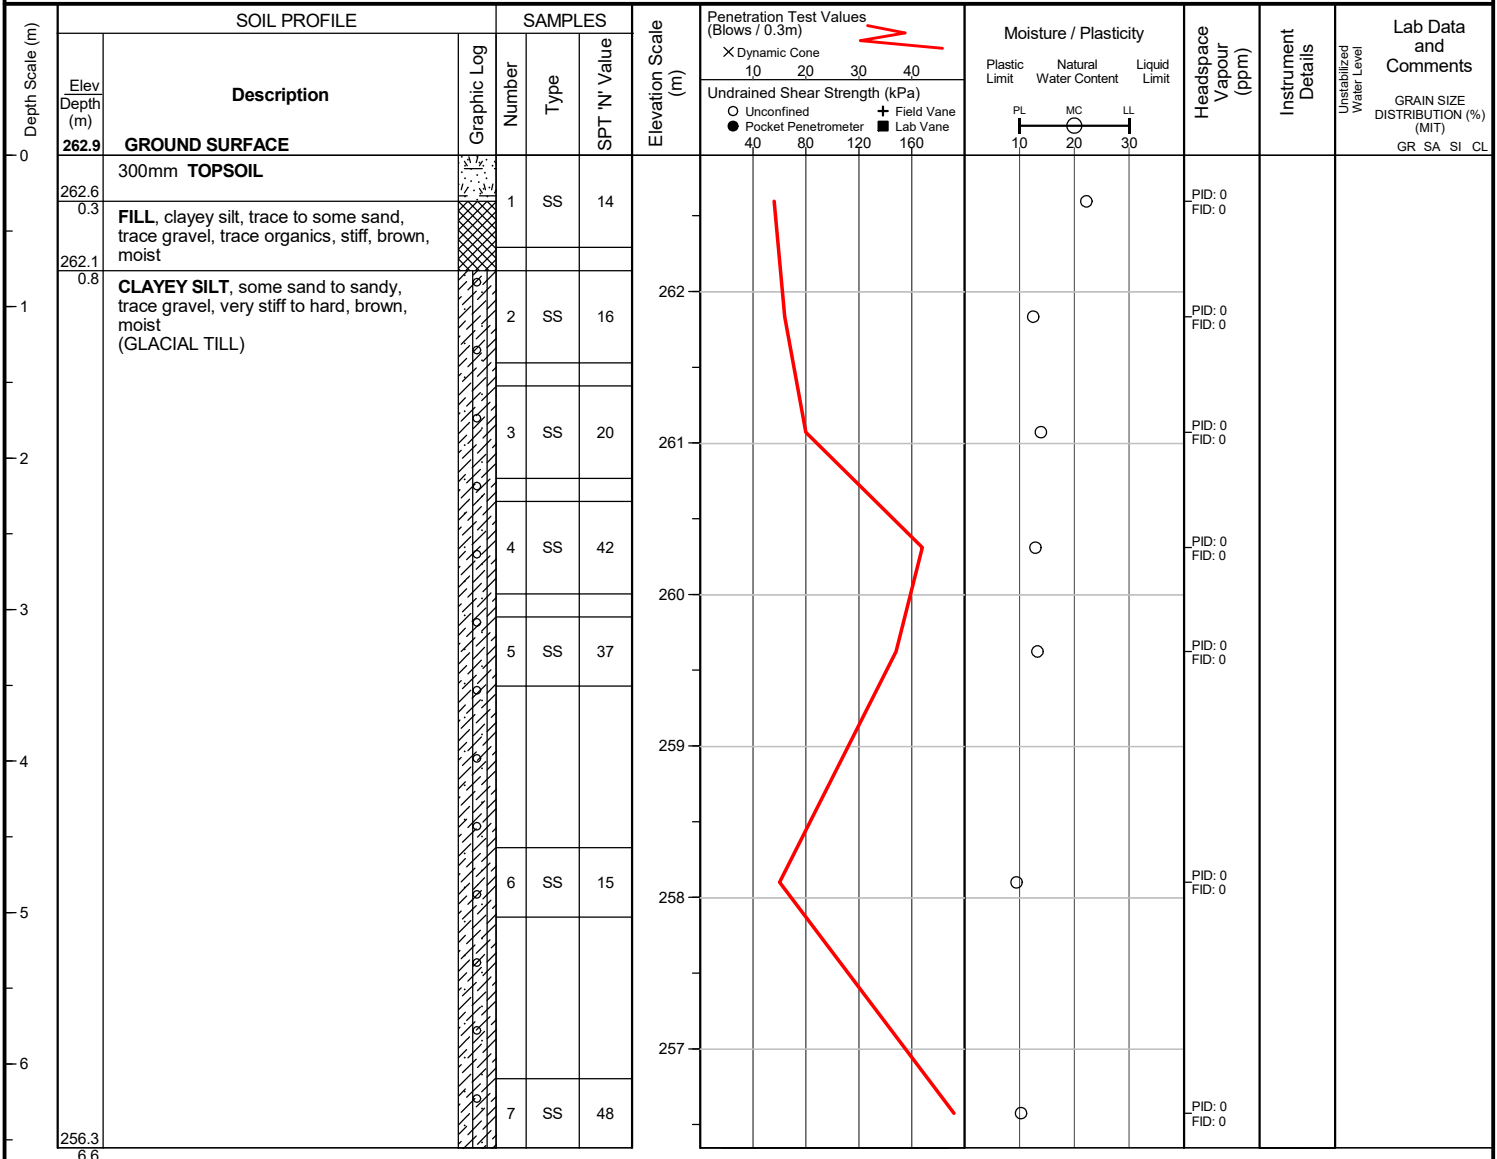 SOIL PROFILE
SAMPLES
Depth Scale (m)
Elev
Depth
(m)
Description
Graphic Log
Number
Type
SPT 'N' Value
Elevation Scale
(m)
Penetration Test Values
(Blows / 0.3m)
X Dynamic Cone
10 20 30 40
Undrained Shear Strength (kPa)
Unconfined
Field Vane
Pocket Penetrometer
Lab Vane
40 80 120 160
Moisture / Plasticity
Plastic
Limit
Natural
Water Content
Liquid
Limit
PL MC LL
10 20 30
Headspace
Vapour
(ppm)
Instrument
Details
Unstabilized
Water Level
Lab Data
and
Comments
GRAIN SIZE
DISTRIBUTION (%)
(MIT)
GR SA SI CL
262.9 GROUND SURFACE
0
300mm TOPSOIL
262.6
0.3
FILL, clayey silt, trace to some sand,
trace gravel, trace organics, stiff, brown,
moist
262.1
0.8
CLAYEY SILT, some sand to sandy,
trace gravel, very stiff to hard, brown,
moist
(GLACIAL TILL)
1
2
3
4
5
6
256.3
6.6
1 SS 14
2 SS 16
3 SS 20
4 SS 42
5 SS 37
6 SS 15
7 SS 48
262
261
260
259
258
257
PID: 0
FID: 0
PID: 0
FID: 0
PID: 0
FID: 0
PID: 0
FID: 0
PID: 0
FID: 0
PID: 0
FID: 0
PID: 0
FID: 0